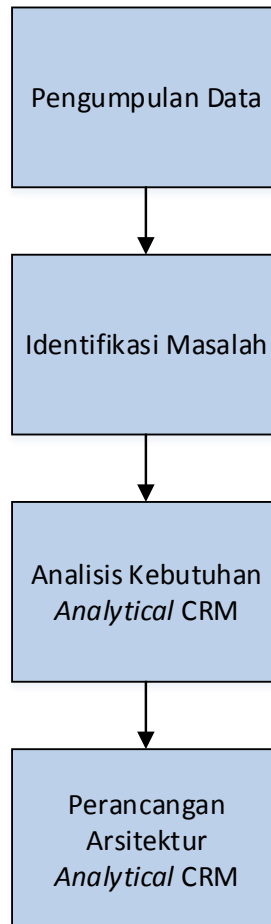 Pengumpulan Data
Identifikasi Masalah
Analisis Kebutuhan
Analytical CRM
Perancangan
Arsitektur
Analytical CRM